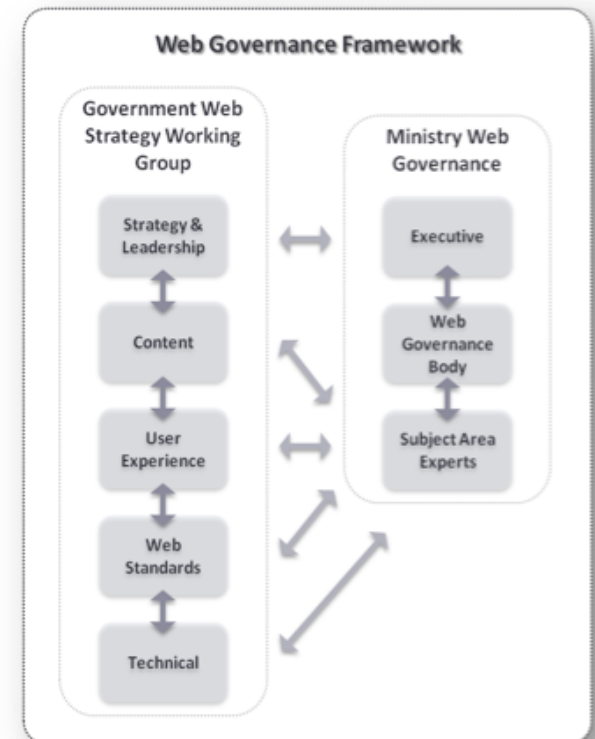 Web Governance Framework
Government Web
Strategy Working
Group
Strategy &
Leadership
Content
User
Experience
Web
Standards
Technical
Ministry Web
Governance
Executive
Web
Governance
Body
Subject Area
Experts